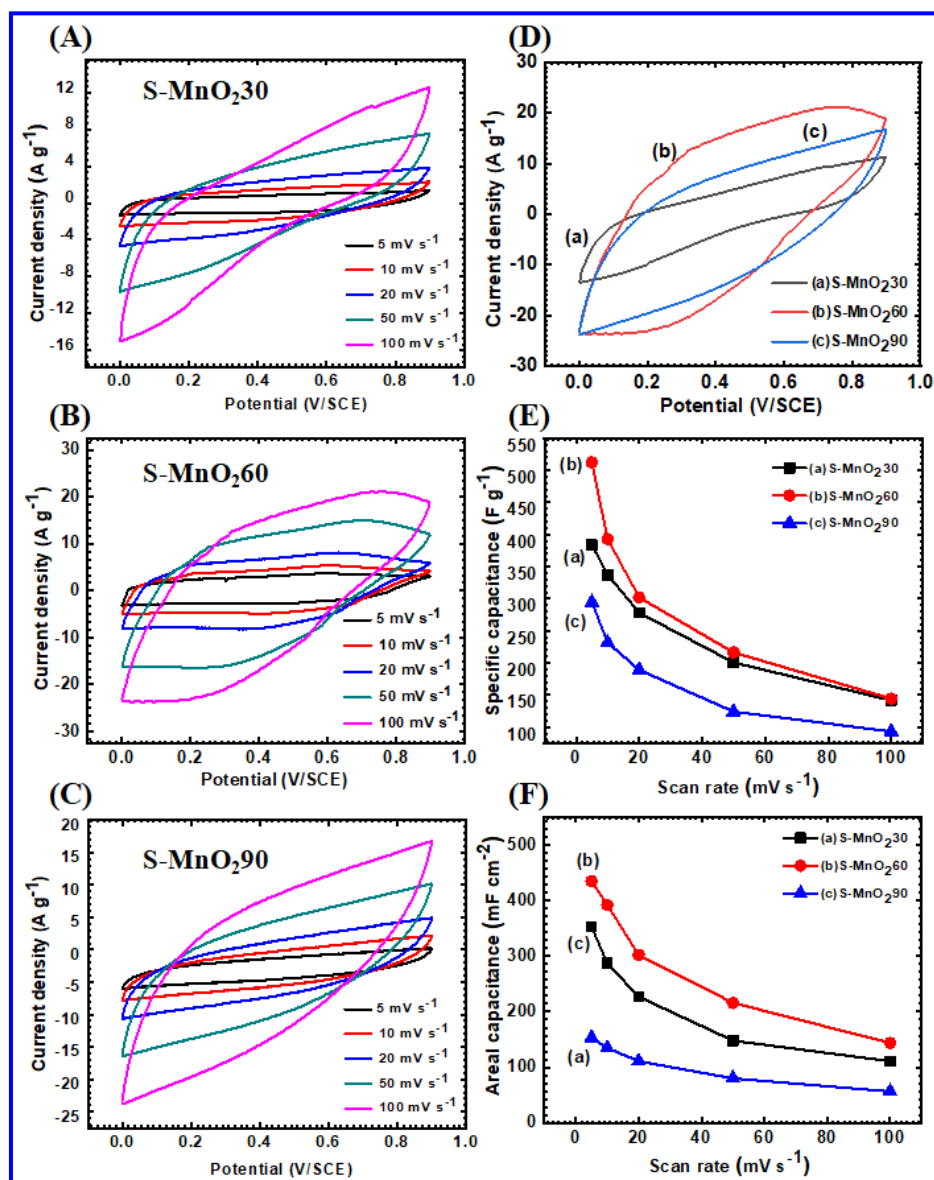 (A)
S-MnO₂30
12
8
4
0
-4
-8
-12
-16
Current density (A g⁻¹)
5 mV s⁻¹
10 mV s⁻¹
20 mV s⁻¹
50 mV s⁻¹
100 mV s⁻¹
0.0 0.2 0.4 0.6 0.8 1.0
Potential (V/SCE)
(D)
30
20
10
0
-10
-20
-30
Current density (A g⁻¹)
(a)
(b)
(c)
(a) S-MnO₂30
(b) S-MnO₂60
(c) S-MnO₂90
0.0 0.2 0.4 0.6 0.8 1.0
Potential (V/SCE)
(B)
S-MnO₂60
30
20
10
0
-10
-20
-30
Current density (A g⁻¹)
5 mV s⁻¹
10 mV s⁻¹
20 mV s⁻¹
50 mV s⁻¹
100 mV s⁻¹
0.0 0.2 0.4 0.6 0.8 1.0
Potential (V/SCE)
(E)
550
500
450
400
350
300
250
200
150
100
Specific capacitance (F g⁻¹)
(b)
(a)
(c)
(a) S-MnO₂30
(b) S-MnO₂60
(c) S-MnO₂90
0 20 40 60 80 100
Scan rate (mV s⁻¹)
(C)
S-MnO₂90
20
15
10
5
0
-5
-10
-15
-20
-25
Current density (A g⁻¹)
5 mV s⁻¹
10 mV s⁻¹
20 mV s⁻¹
50 mV s⁻¹
100 mV s⁻¹
0.0 0.2 0.4 0.6 0.8 1.0
Potential (V/SCE)
(F)
500
400
300
200
100
0
Areal capacitance (mF cm⁻²)
(b)
(c)
(a)
(a) S-MnO₂30
(b) S-MnO₂60
(c) S-MnO₂90
0 20 40 60 80 100
Scan rate (mV s⁻¹)